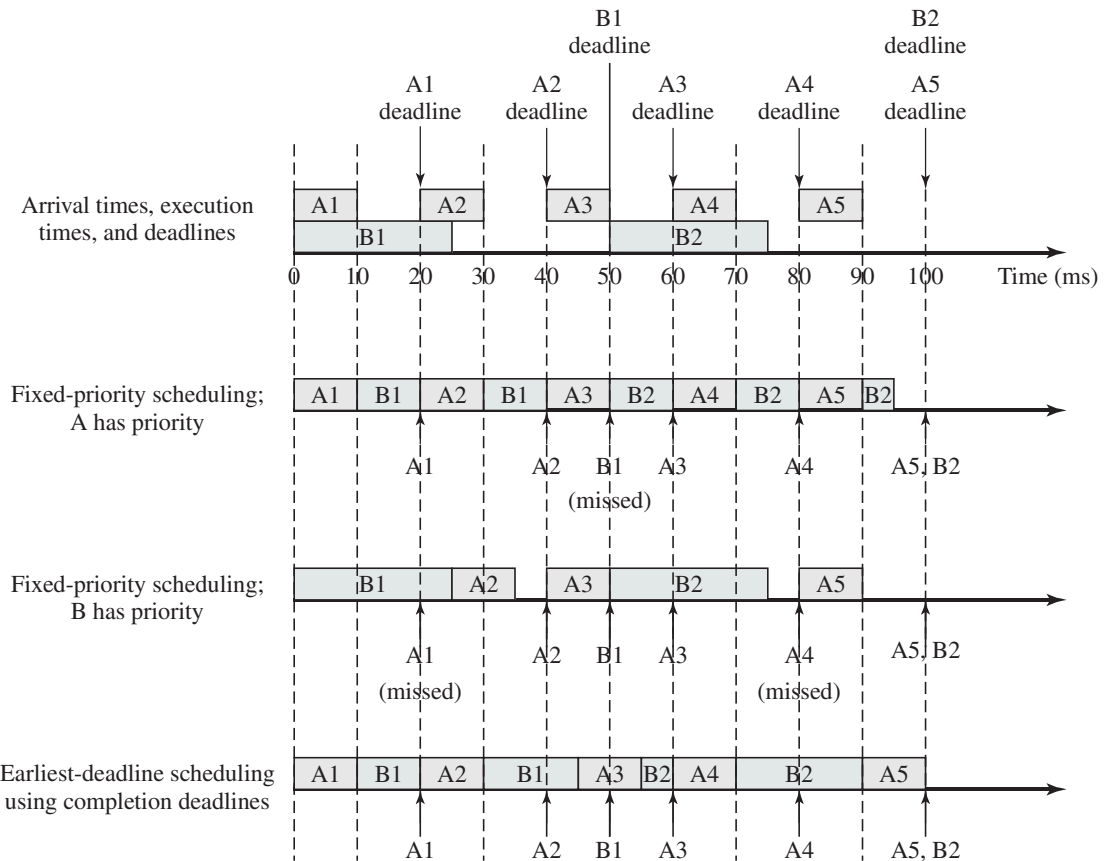 B1
deadline
B2
deadline
A1
deadline
A2
deadline
A3
deadline
A4
deadline
A5
deadline
Arrival times, execution
times, and deadlines
A1 A2 A3 A4 A5
B1 B2
0 10 20 30 40 50 60 70 80 90 100 Time (ms)
Fixed-priority scheduling;
A has priority
A1 B1 A2 B1 A3 B2 A4 B2 A5 B2
A1 A2 B1 A3 A4 A5, B2
(missed)
Fixed-priority scheduling;
B has priority
B1 A2 A3 B2 A5
A1 A2 B1 A3 A4 A5, B2
(missed) (missed)
Earliest-deadline scheduling
using completion deadlines
A1 B1 A2 B1 A3 B2 A4 B2 A5
A1 A2 B1 A3 A4 A5, B2